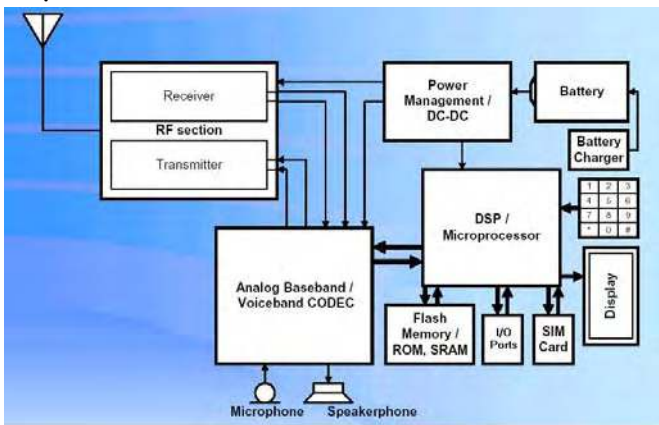 Receiver
RF section
Transmitter
Power
Management /
DC-DC
Battery
Battery
Charger
1 2 3
4 5 6
7 8 9
* 0 #
DSP /
Microprocessor
Analog Baseband /
Voiceband CODEC
Display
Flash
Memory /
ROM, SRAM
I/O
Ports
SIM
Card
Microphone
Speakerphone